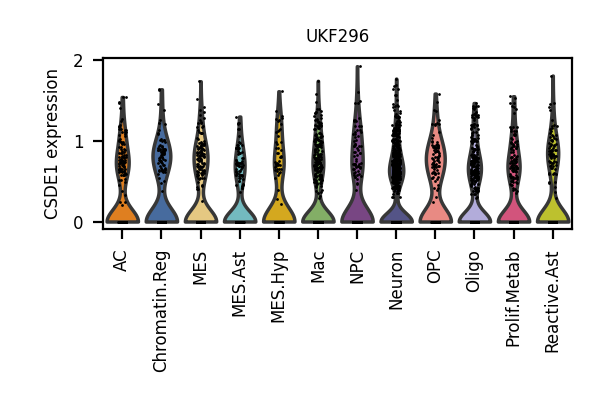 UKF296
CSDE1 expression
2
1
0
AC
Chromatin.Reg
MES
MES.Ast
MES.Hyp
Mac
NPC
Neuron
OPC
Oligo
Prolif.Metab
Reactive.Ast